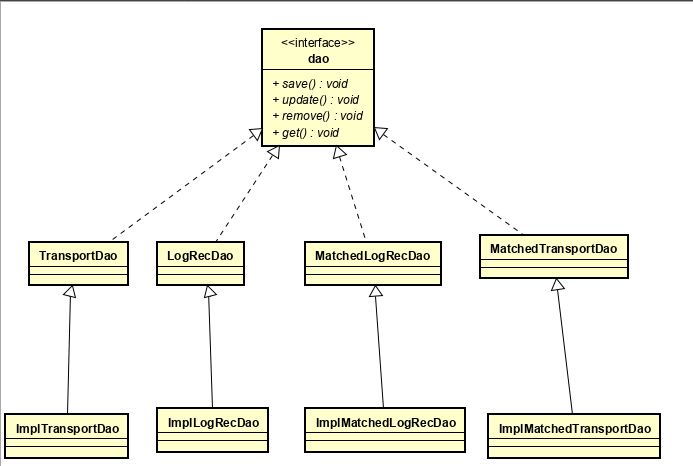 <<interface>>
dao
+ save() : void
+ update() : void
+ remove() : void
+ get() : void
TransportDao
LogRecDao
MatchedLogRecDao
MatchedTransportDao
ImplTransportDao
ImplLogRecDao
ImplMatchedLogRecDao
ImplMatchedTransportDao